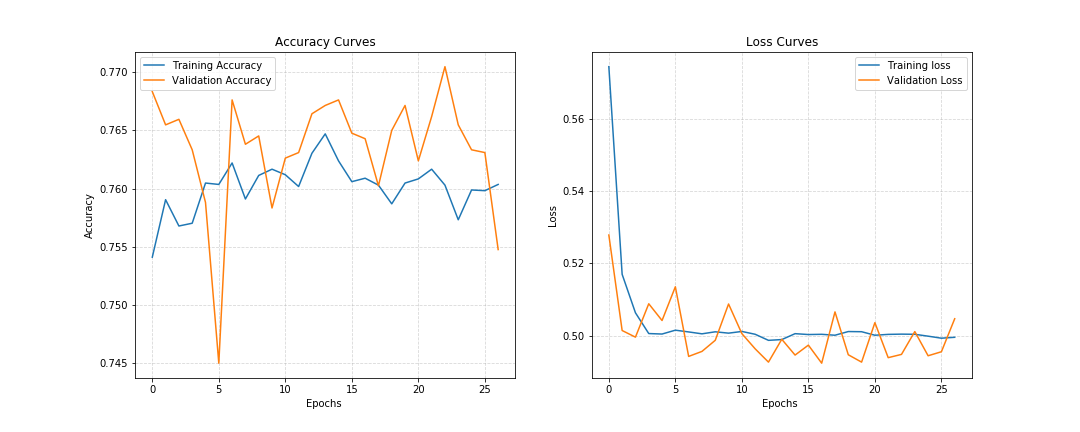 Accuracy Curves
Training Accuracy
Validation Accuracy
0.770
0.765
0.760
0.755
0.750
0.745
Accuracy
0 5 10 15 20 25
Epochs
Loss Curves
Training loss
Validation Loss
0.56
0.54
0.52
0.50
Loss
0 5 10 15 20 25
Epochs